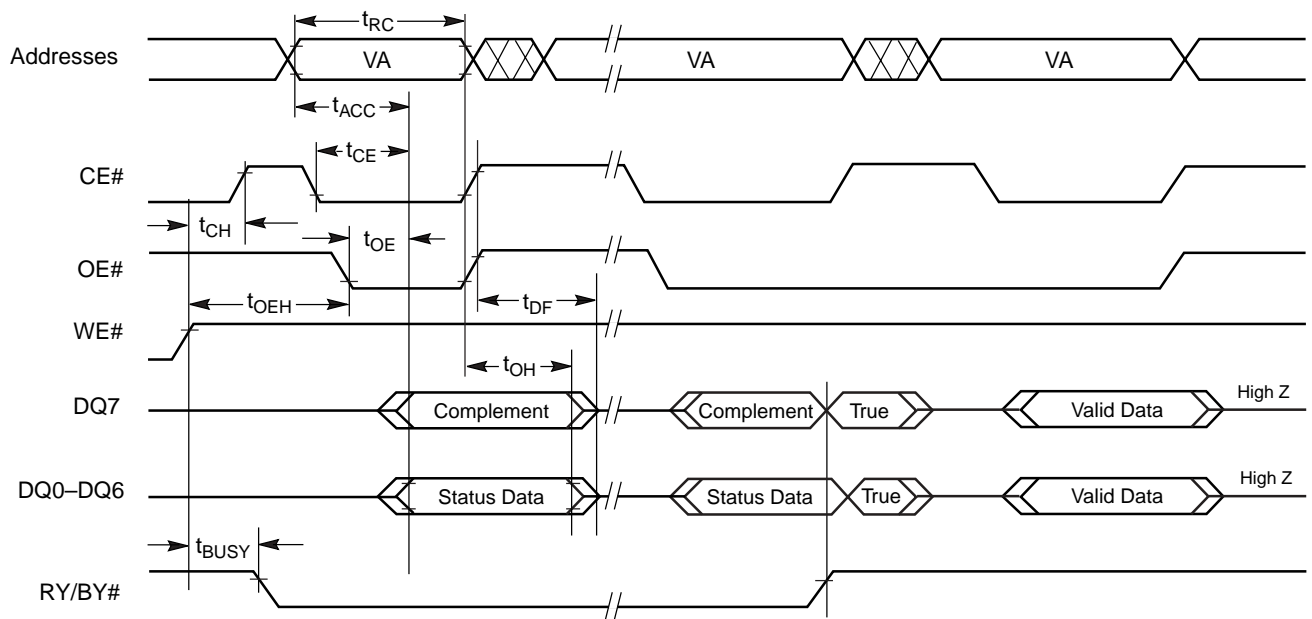 tRC
Addresses VA VA VA
tACC
tCE
CE#
tCH
tOE
OE#
tOEH tDF
WE#
tOH
DQ7 Complement Complement True Valid Data High Z
DQ0–DQ6 Status Data Status Data True Valid Data High Z
tBUSY
RY/BY#